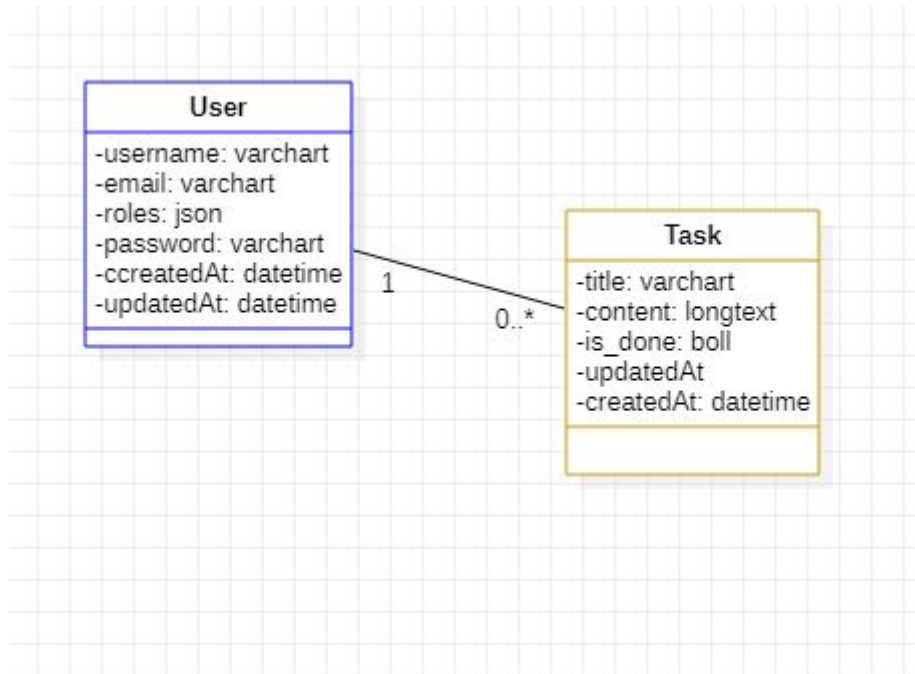 User
-username: varchart
-email: varchart
-roles: json
-password: varchart
-ccreatedAt: datetime
-updatedAt: datetime
1
0..*
Task
-title: varchart
-content: longtext
-is_done: boll
-updatedAt
-createdAt: datetime